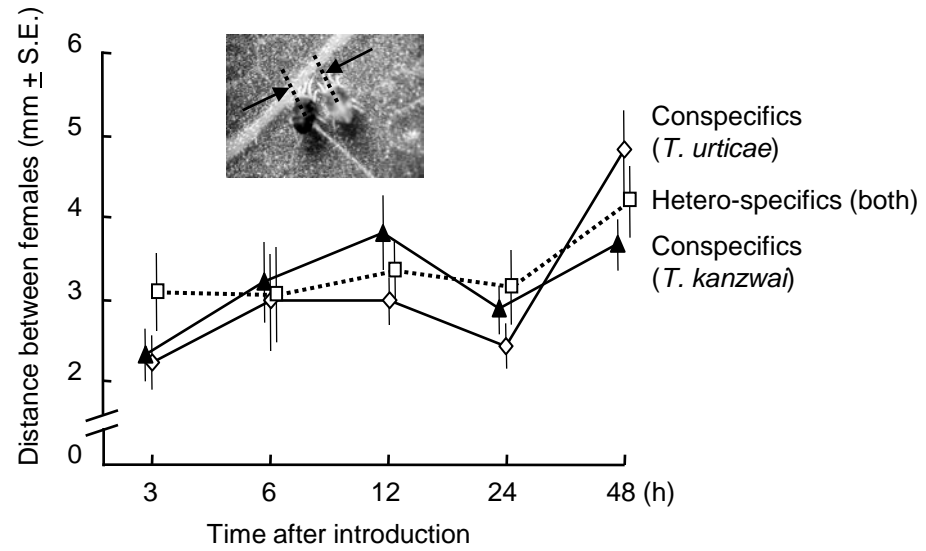 Distance between females (mm ± S.E.)
6
5
4
3
2
0
3 6 12 24 48 (h)
Time after introduction
Conspecifics
(T. urticae)
Hetero-specifics (both)
Conspecifics
(T. kanzwai)